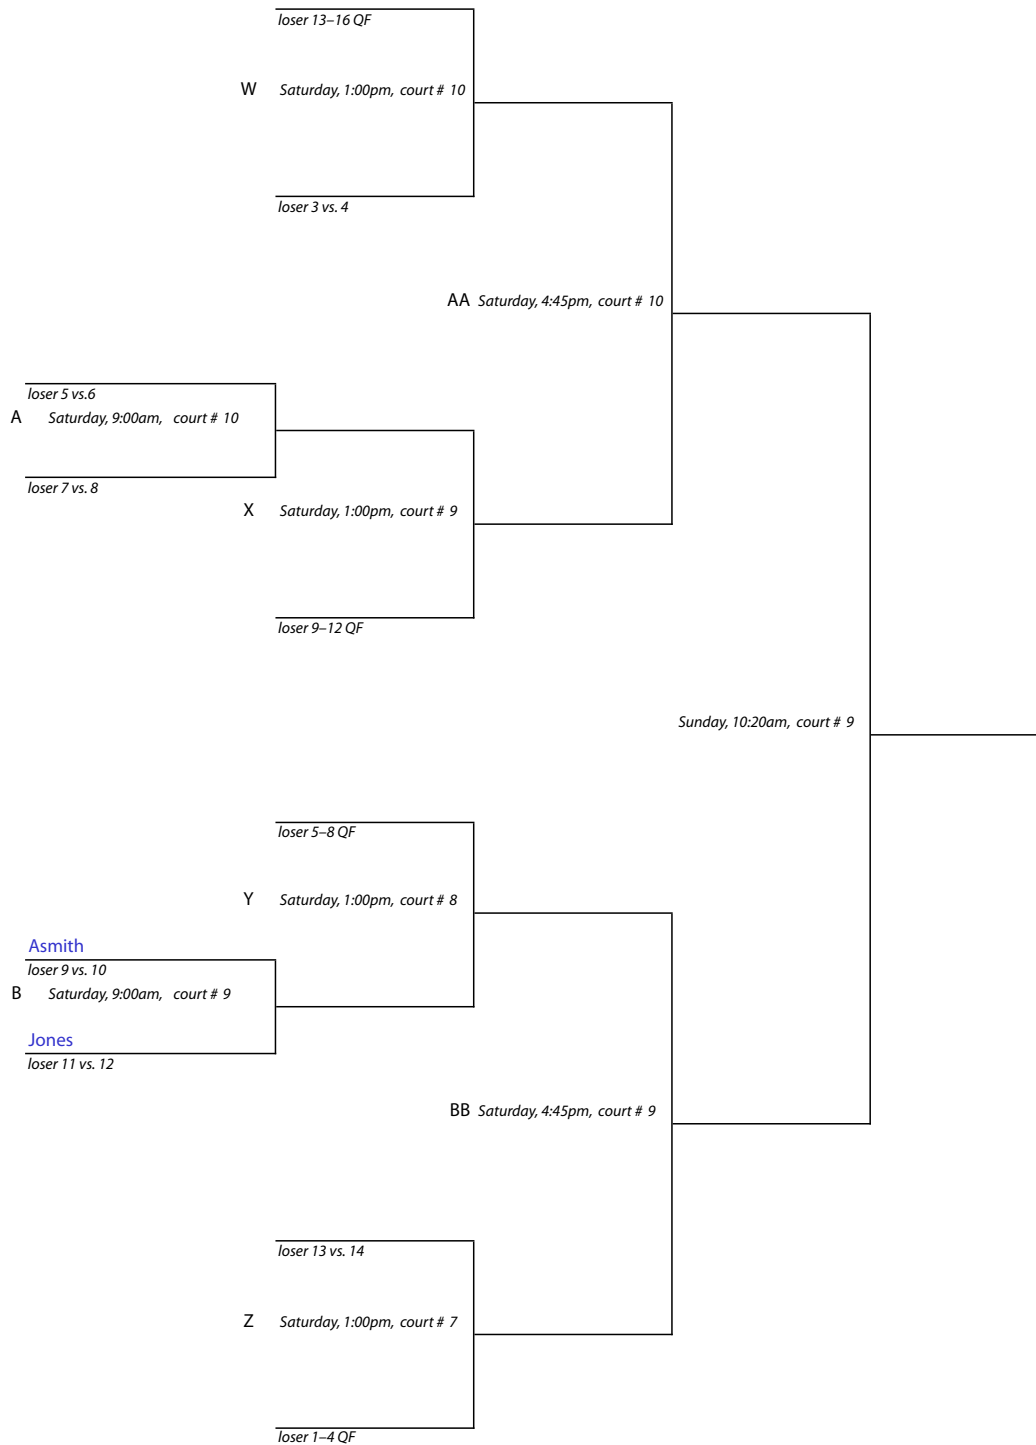 loser 13–16 QF
W Saturday, 1:00pm, court # 10
loser 3 vs. 4
AA Saturday, 4:45pm, court # 10
loser 5 vs.6
A Saturday, 9:00am, court # 10
loser 7 vs. 8
X Saturday, 1:00pm, court # 9
loser 9–12 QF
Sunday, 10:20am, court # 9
loser 5–8 QF
Y Saturday, 1:00pm, court # 8
Asmith
loser 9 vs. 10
B Saturday, 9:00am, court # 9
Jones
loser 11 vs. 12
BB Saturday, 4:45pm, court # 9
loser 13 vs. 14
Z Saturday, 1:00pm, court # 7
loser 1–4 QF